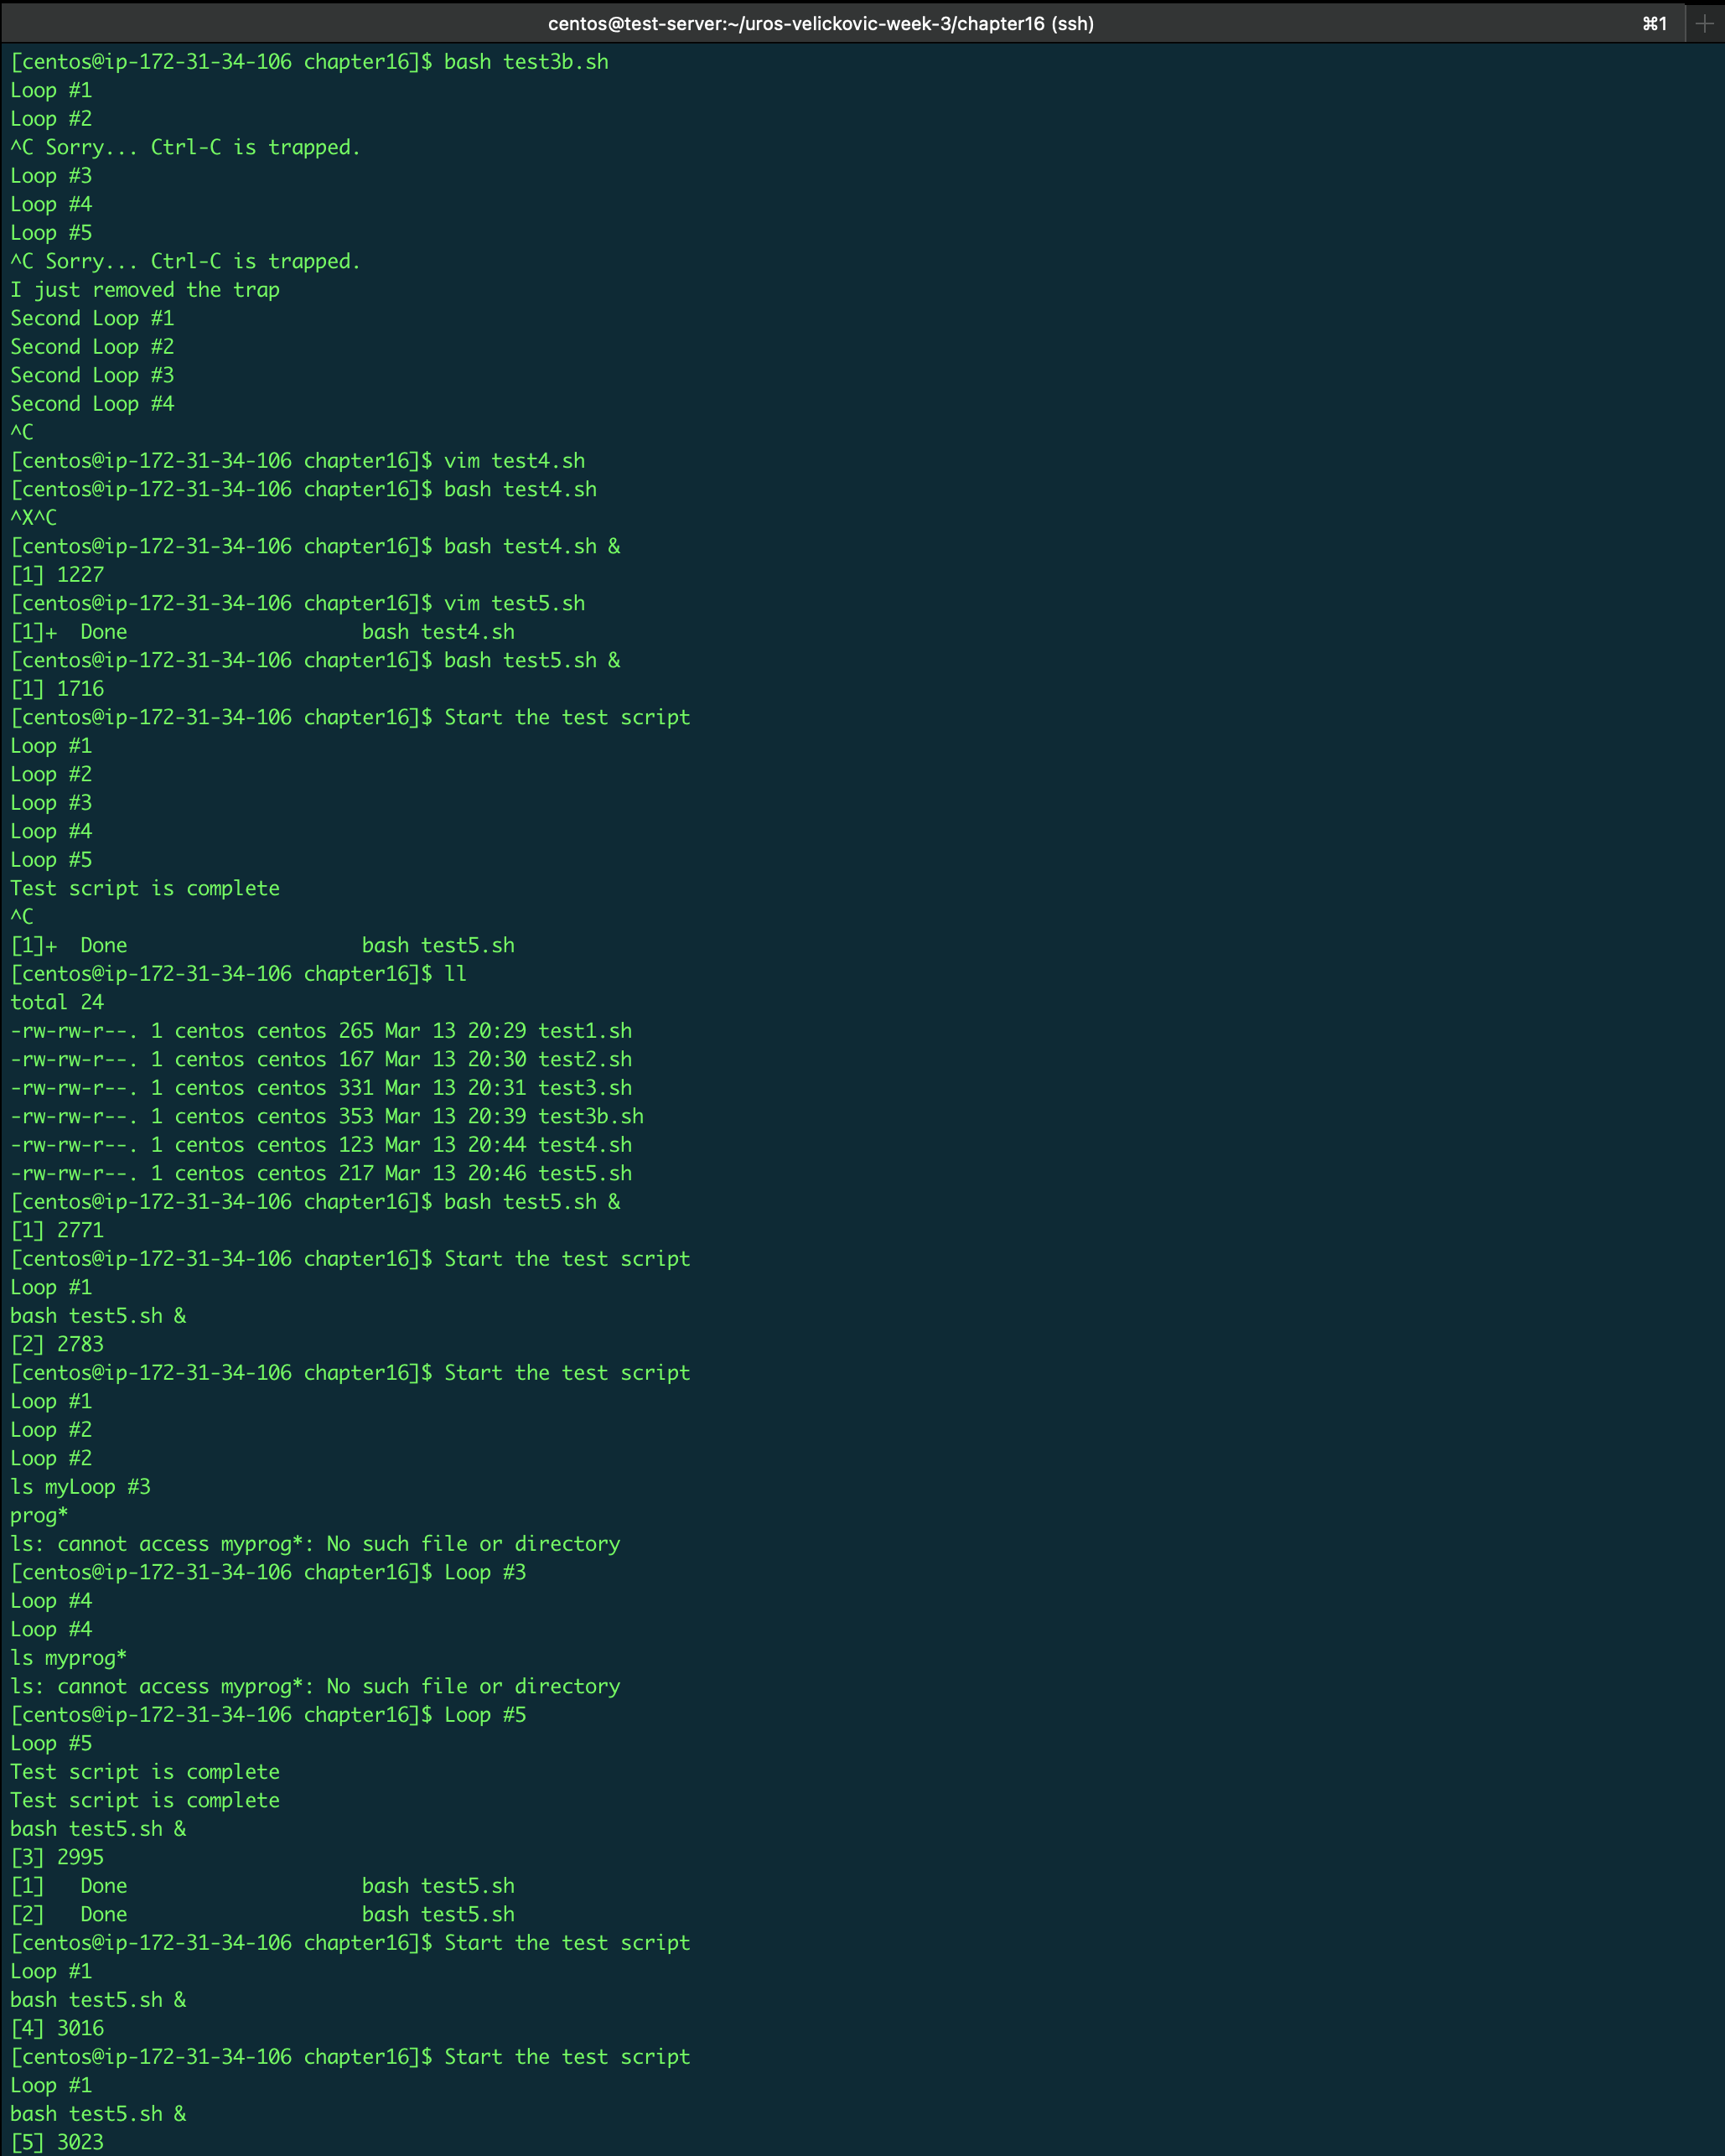 centos@test-server:~/uros-velickovic-week-3/chapter16 (ssh)
⌘1
[centos@ip-172-31-34-106 chapter16]$ bash test3b.sh
Loop #1
Loop #2
^C Sorry... Ctrl-C is trapped.
Loop #3
Loop #4
Loop #5
^C Sorry... Ctrl-C is trapped.
I just removed the trap
Second Loop #1
Second Loop #2
Second Loop #3
Second Loop #4
^C
[centos@ip-172-31-34-106 chapter16]$ vim test4.sh
[centos@ip-172-31-34-106 chapter16]$ bash test4.sh
^X^C
[centos@ip-172-31-34-106 chapter16]$ bash test4.sh &
[1] 1227
[centos@ip-172-31-34-106 chapter16]$ vim test5.sh
[1]+  Done                    bash test4.sh
[centos@ip-172-31-34-106 chapter16]$ bash test5.sh &
[1] 1716
[centos@ip-172-31-34-106 chapter16]$ Start the test script
Loop #1
Loop #2
Loop #3
Loop #4
Loop #5
Test script is complete
^C
[1]+  Done                    bash test5.sh
[centos@ip-172-31-34-106 chapter16]$ ll
total 24
-rw-rw-r--. 1 centos centos 265 Mar 13 20:29 test1.sh
-rw-rw-r--. 1 centos centos 167 Mar 13 20:30 test2.sh
-rw-rw-r--. 1 centos centos 331 Mar 13 20:31 test3.sh
-rw-rw-r--. 1 centos centos 353 Mar 13 20:39 test3b.sh
-rw-rw-r--. 1 centos centos 123 Mar 13 20:44 test4.sh
-rw-rw-r--. 1 centos centos 217 Mar 13 20:46 test5.sh
[centos@ip-172-31-34-106 chapter16]$ bash test5.sh &
[1] 2771
[centos@ip-172-31-34-106 chapter16]$ Start the test script
Loop #1
bash test5.sh &
[2] 2783
[centos@ip-172-31-34-106 chapter16]$ Start the test script
Loop #1
Loop #2
Loop #2
ls myLoop #3
prog*
ls: cannot access myprog*: No such file or directory
[centos@ip-172-31-34-106 chapter16]$ Loop #3
Loop #4
Loop #4
ls myprog*
ls: cannot access myprog*: No such file or directory
[centos@ip-172-31-34-106 chapter16]$ Loop #5
Loop #5
Test script is complete
Test script is complete
bash test5.sh &
[3] 2995
[1]   Done                    bash test5.sh
[2]   Done                    bash test5.sh
[centos@ip-172-31-34-106 chapter16]$ Start the test script
Loop #1
bash test5.sh &
[4] 3016
[centos@ip-172-31-34-106 chapter16]$ Start the test script
Loop #1
bash test5.sh &
[5] 3023